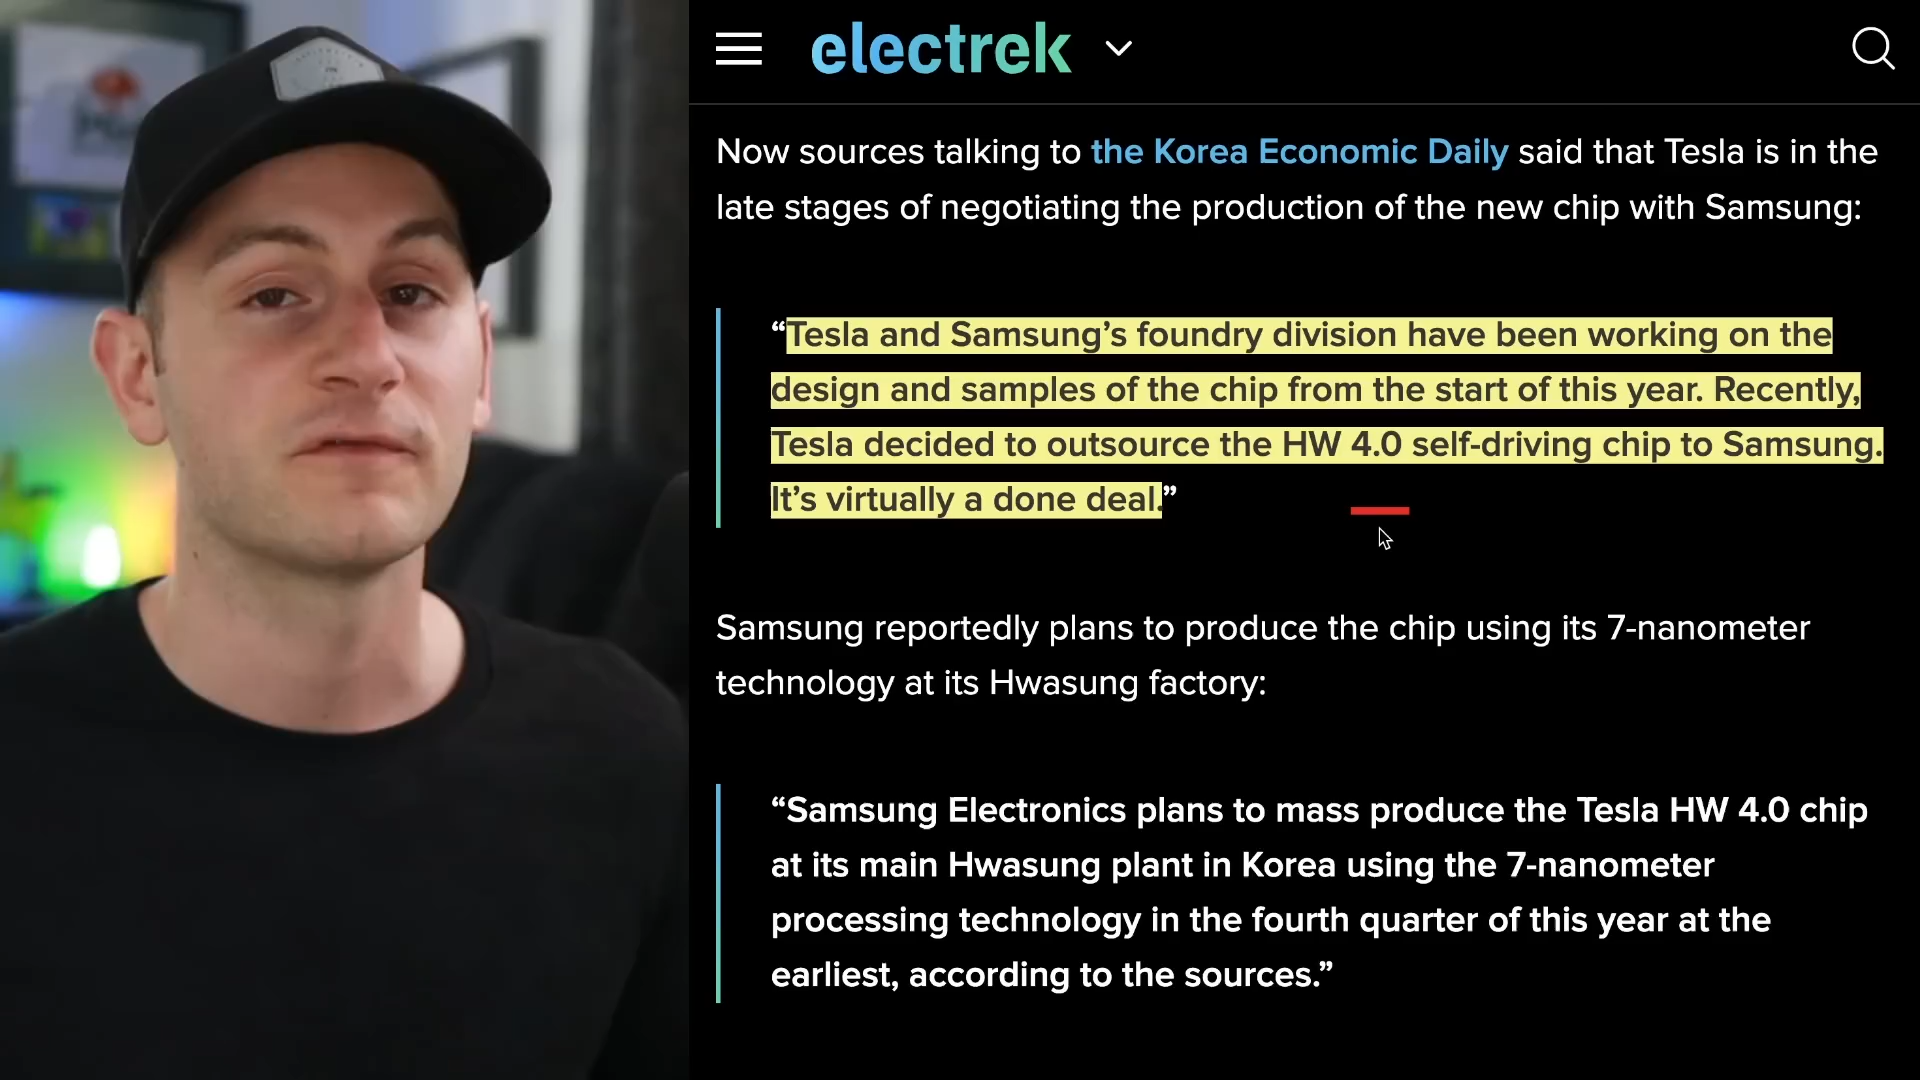 electrek
Now sources talking to the Korea Economic Daily said that Tesla is in the
late stages of negotiating the production of the new chip with Samsung:
“Tesla and Samsung’s foundry division have been working on the
design and samples of the chip from the start of this year. Recently,
Tesla decided to outsource the HW 4.0 self-driving chip to Samsung.
It’s virtually a done deal.”
Samsung reportedly plans to produce the chip using its 7-nanometer
technology at its Hwasung factory:
“Samsung Electronics plans to mass produce the Tesla HW 4.0 chip
at its main Hwasung plant in Korea using the 7-nanometer
processing technology in the fourth quarter of this year at the
earliest, according to the sources.”